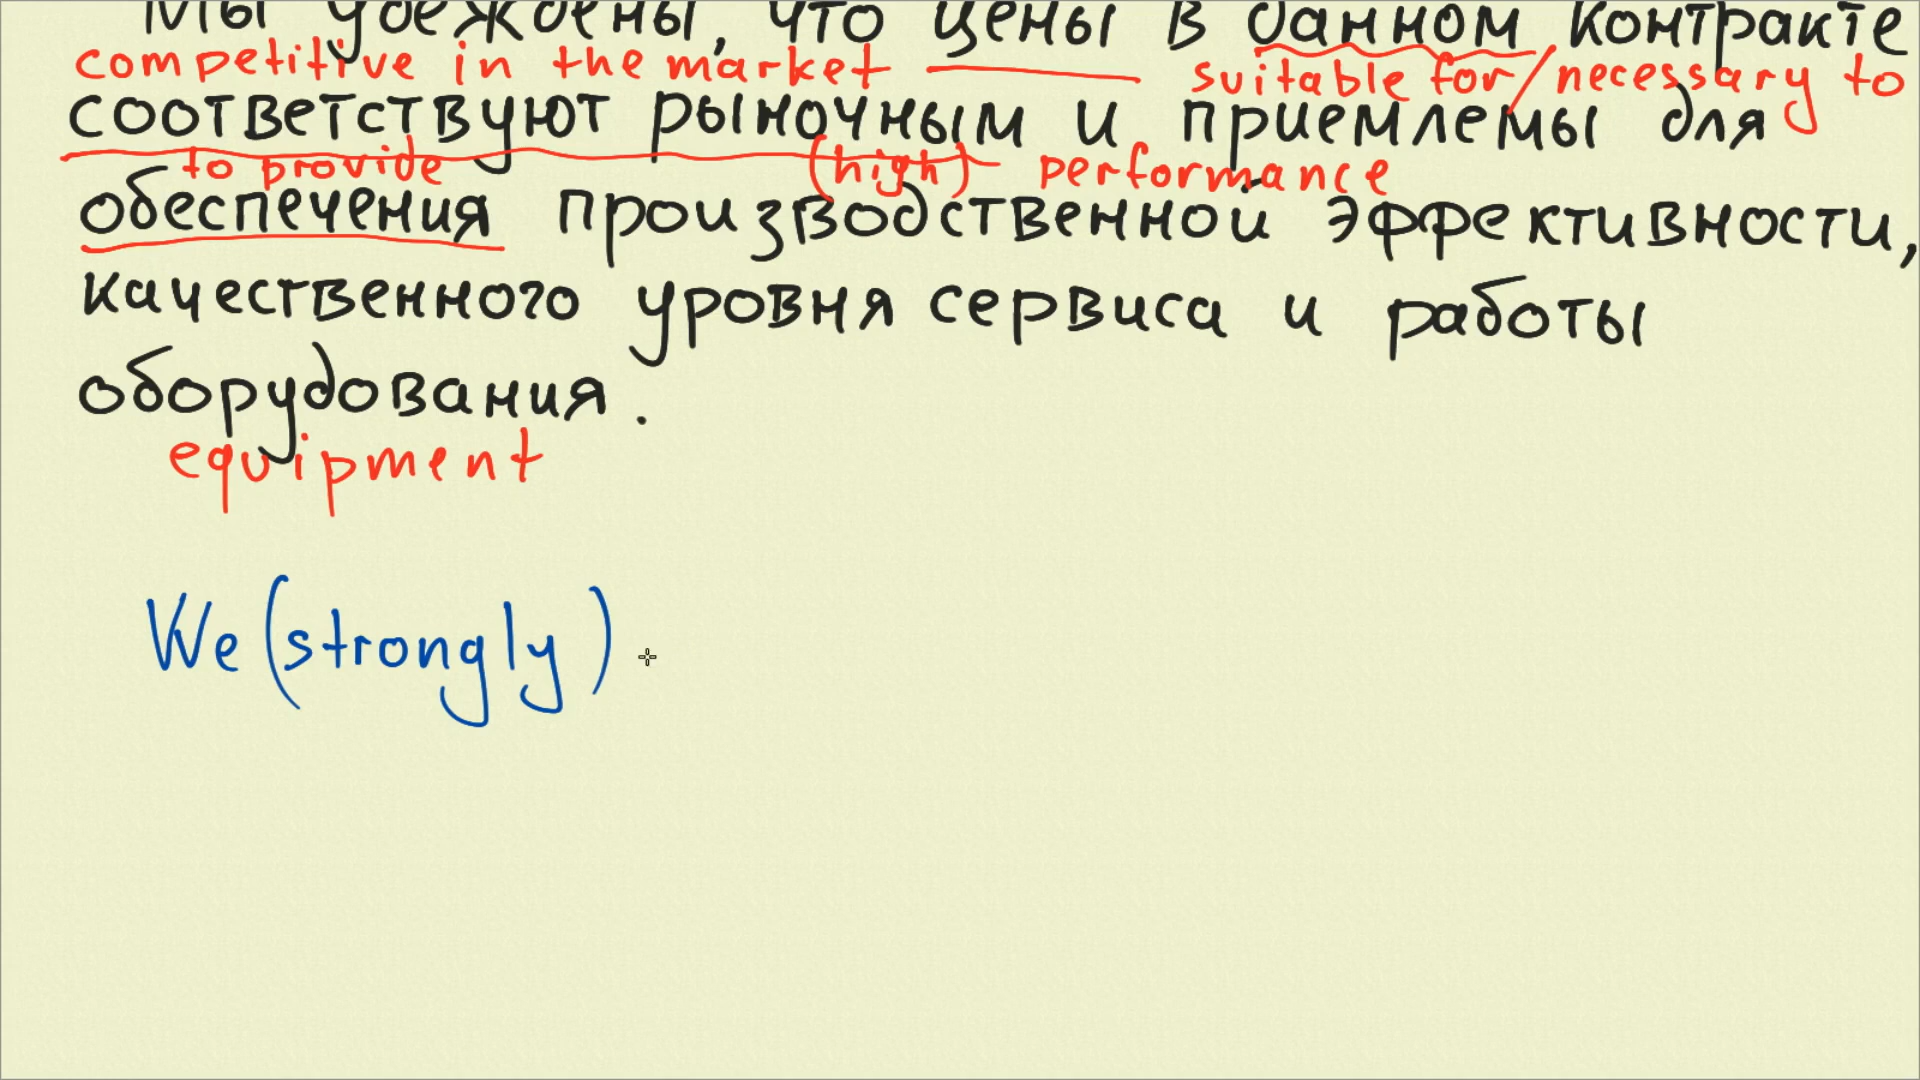 Мы убеждены, что цены в данном контракте
competitive in the market suitable for / necessary to
соответствуют рыночным и приемлемы для
to provide (high) performance
обеспечения производственной эффективности,
качественного уровня сервиса и работы
оборудования.
equipment
We (strongly)